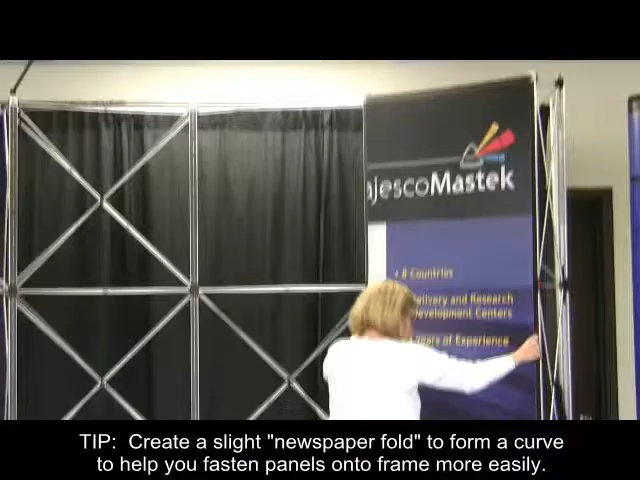 ajescoMastek
8 Countries
elivery and Research
evelopment Centers
ears of Experience
TIP: Create a slight "newspaper fold" to form a curve
to help you fasten panels onto frame more easily.